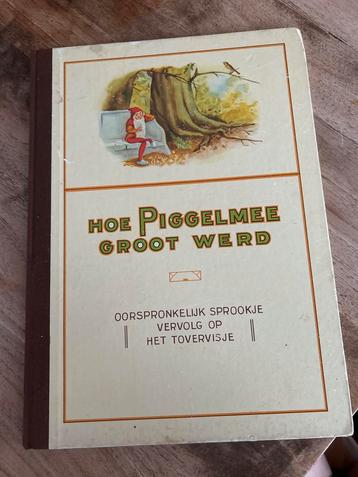 HOE PIGGELMEE
GROOT WERD
OORSPRONKELIJK SPROOKJE
VERVOLG OP
HET TOVERVISJE